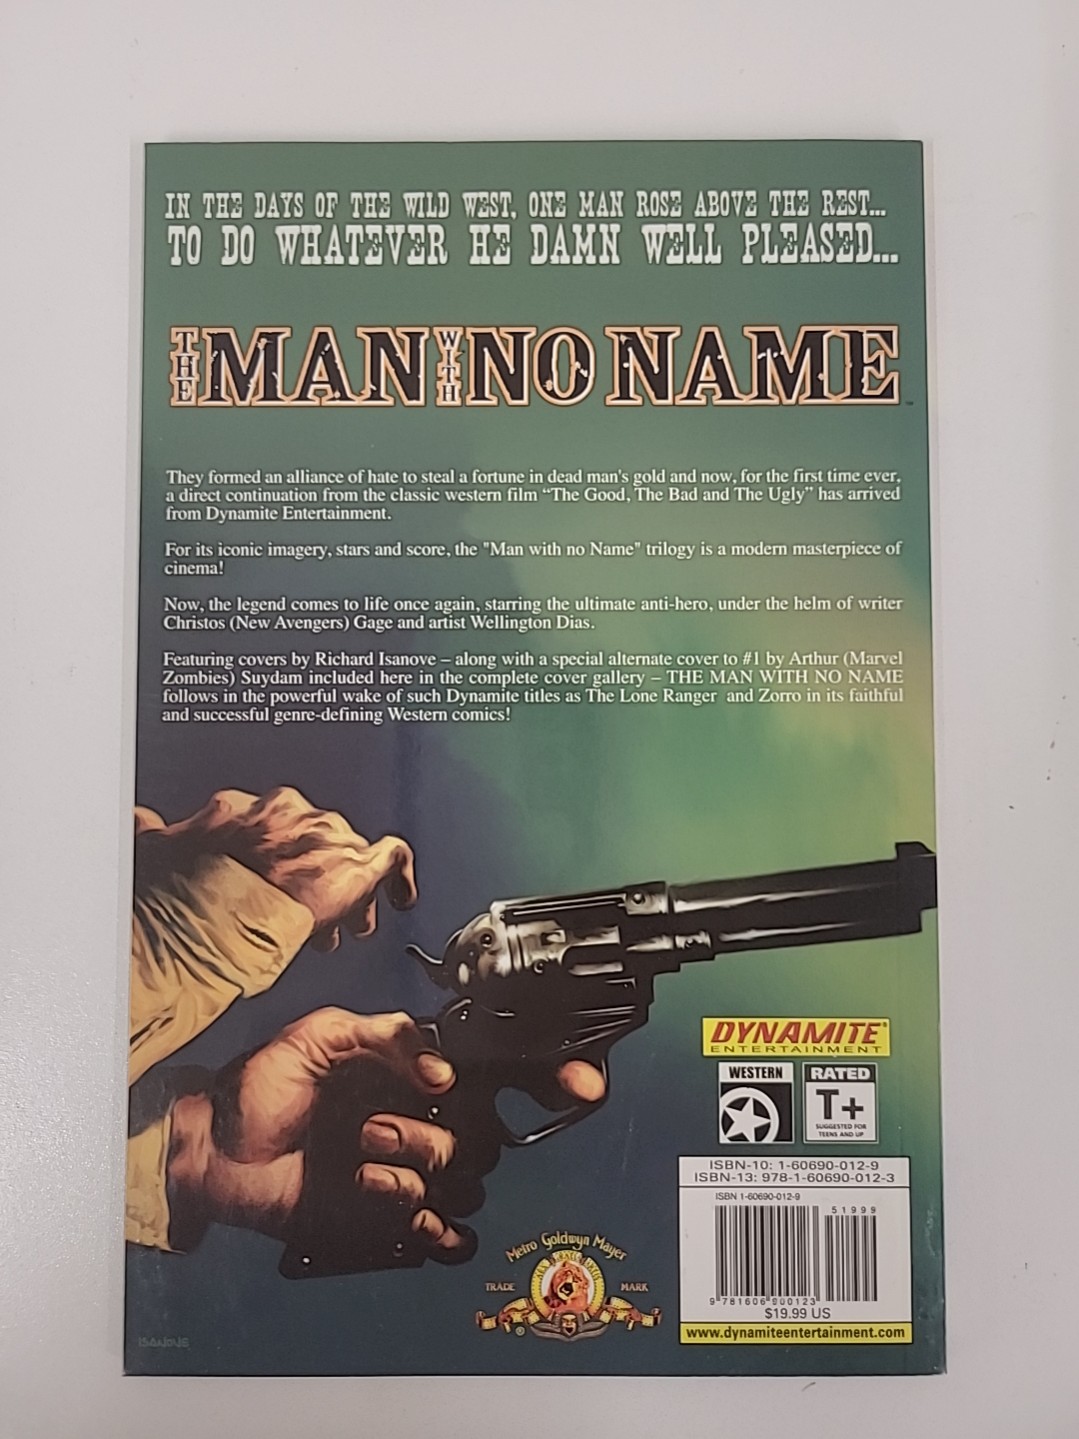 IN THE DAYS OF THE WILD WEST, ONE MAN ROSE ABOVE THE REST...
TO DO WHATEVER HE DAMN WELL PLEASED...
THE MAN WITH NO NAME
They formed an alliance of hate to steal a fortune in dead man's gold and now, for the first time ever,
a direct continuation from the classic western film “The Good, The Bad and The Ugly” has arrived
from Dynamite Entertainment.
For its iconic imagery, stars and score, the "Man with no Name" trilogy is a modern masterpiece of
cinema!
Now, the legend comes to life once again, starring the ultimate anti-hero, under the helm of writer
Christos (New Avengers) Gage and artist Wellington Dias.
Featuring covers by Richard Isanove – along with a special alternate cover to #1 by Arthur (Marvel
Zombies) Suydam included here in the complete cover gallery – THE MAN WITH NO NAME
follows in the powerful wake of such Dynamite titles as The Lone Ranger and Zorro in its faithful
and successful genre-defining Western comics!
DYNAMITE®
ENTERTAINMENT
WESTERN
RATED
T+
SUGGESTED FOR
TEENS AND UP
ISBN-10: 1-60690-012-9
ISBN-13: 978-1-60690-012-3
ISBN 1-60690-012-9
51999
9 781606 900123
$19.99 US
www.dynamiteentertainment.com
Metro Goldwyn Mayer
TRADE MARK
®
ISANOVE